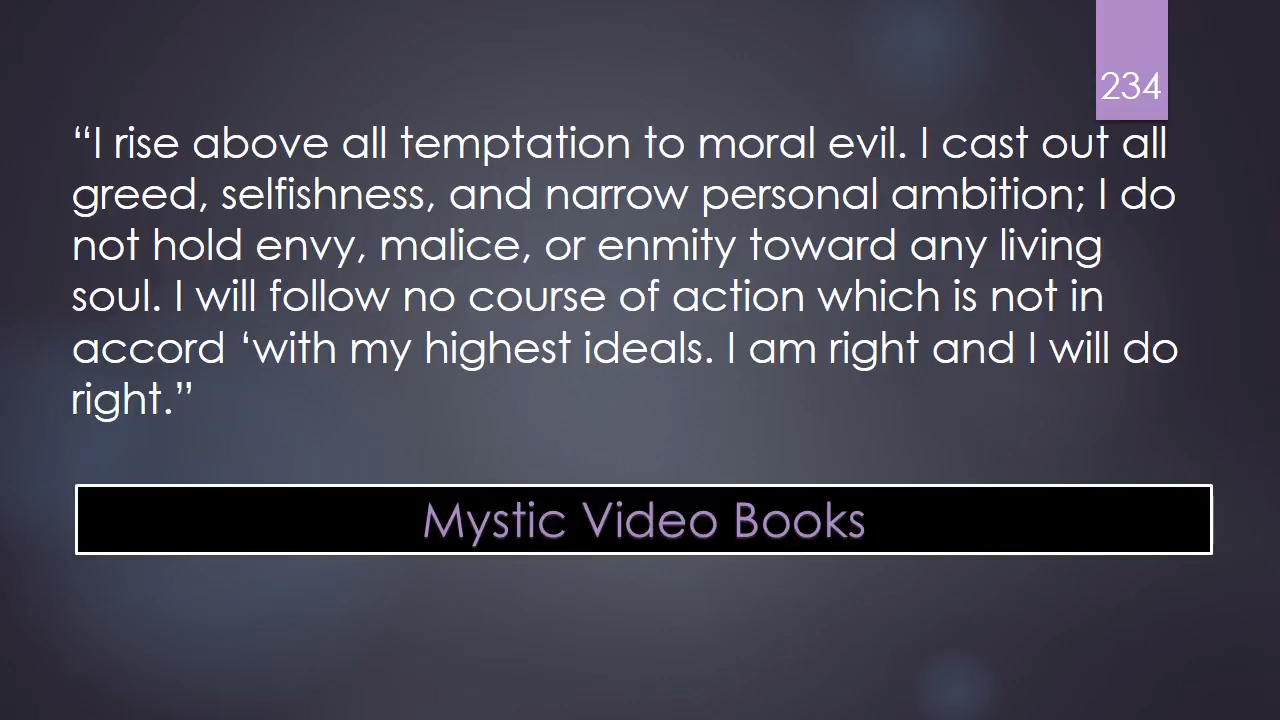 234
“I rise above all temptation to moral evil. I cast out all
greed, selfishness, and narrow personal ambition; I do
not hold envy, malice, or enmity toward any living
soul. I will follow no course of action which is not in
accord ‘with my highest ideals. I am right and I will do
right.”
Mystic Video Books